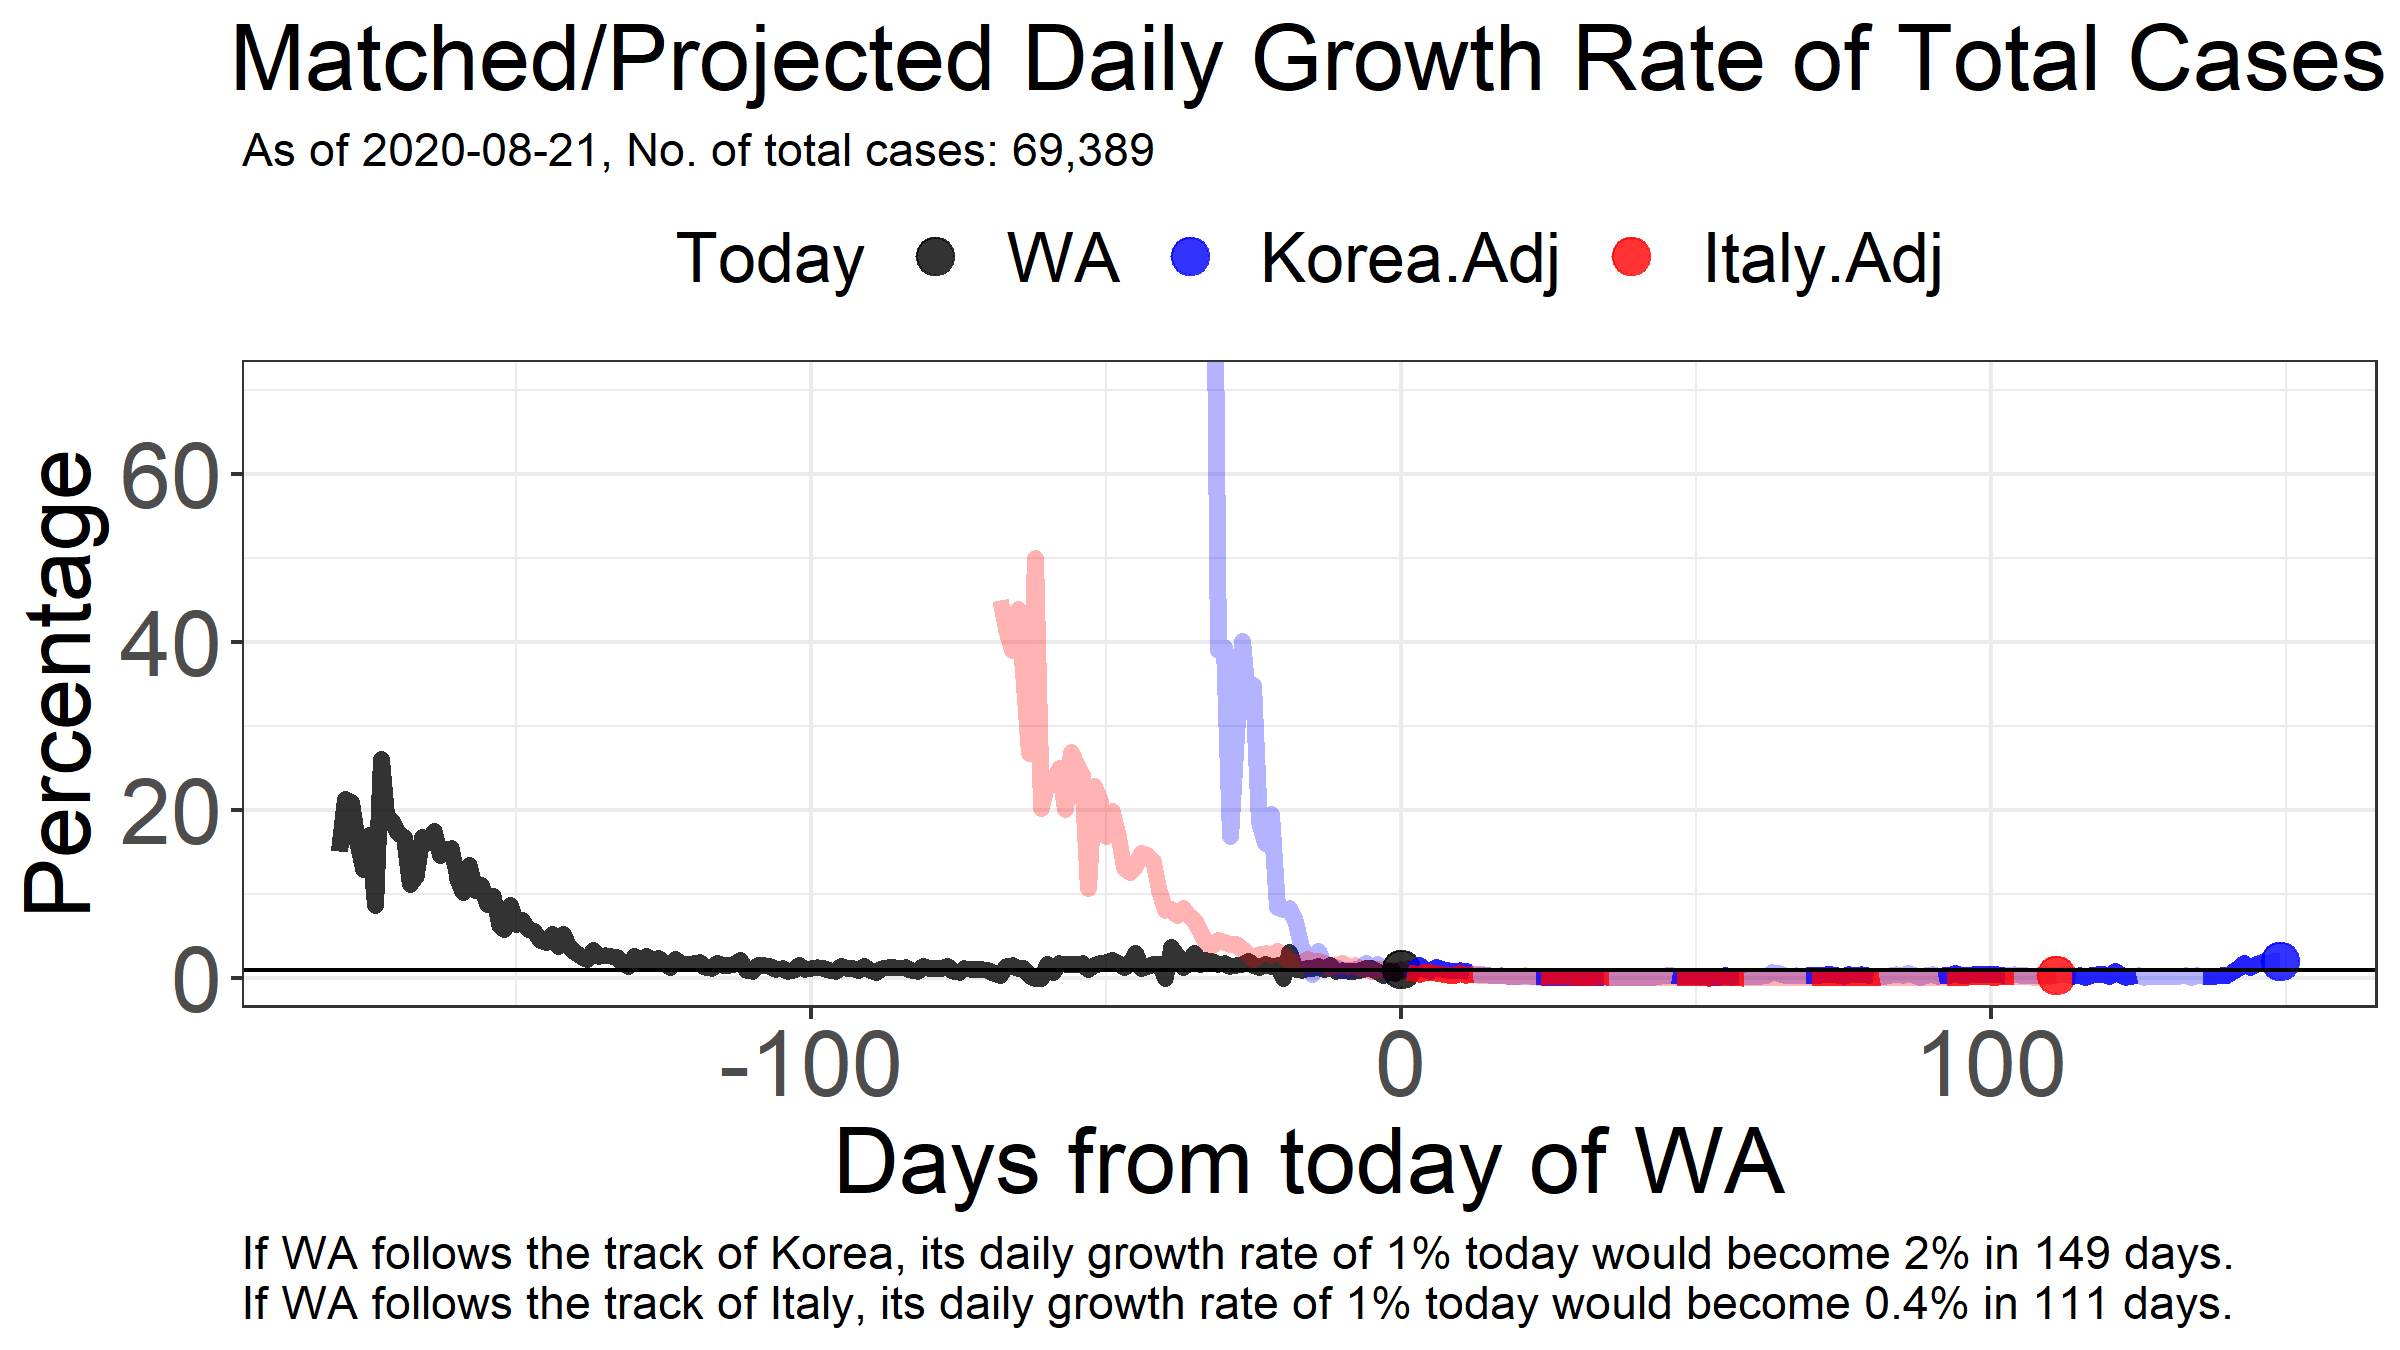 Matched/Projected Daily Growth Rate of Total Cases
As of 2020-08-21, No. of total cases: 69,389
Today WA Korea.Adj Italy.Adj
Percentage
60
40
20
0
-100 0 100
Days from today of WA
If WA follows the track of Korea, its daily growth rate of 1% today would become 2% in 149 days.
If WA follows the track of Italy, its daily growth rate of 1% today would become 0.4% in 111 days.